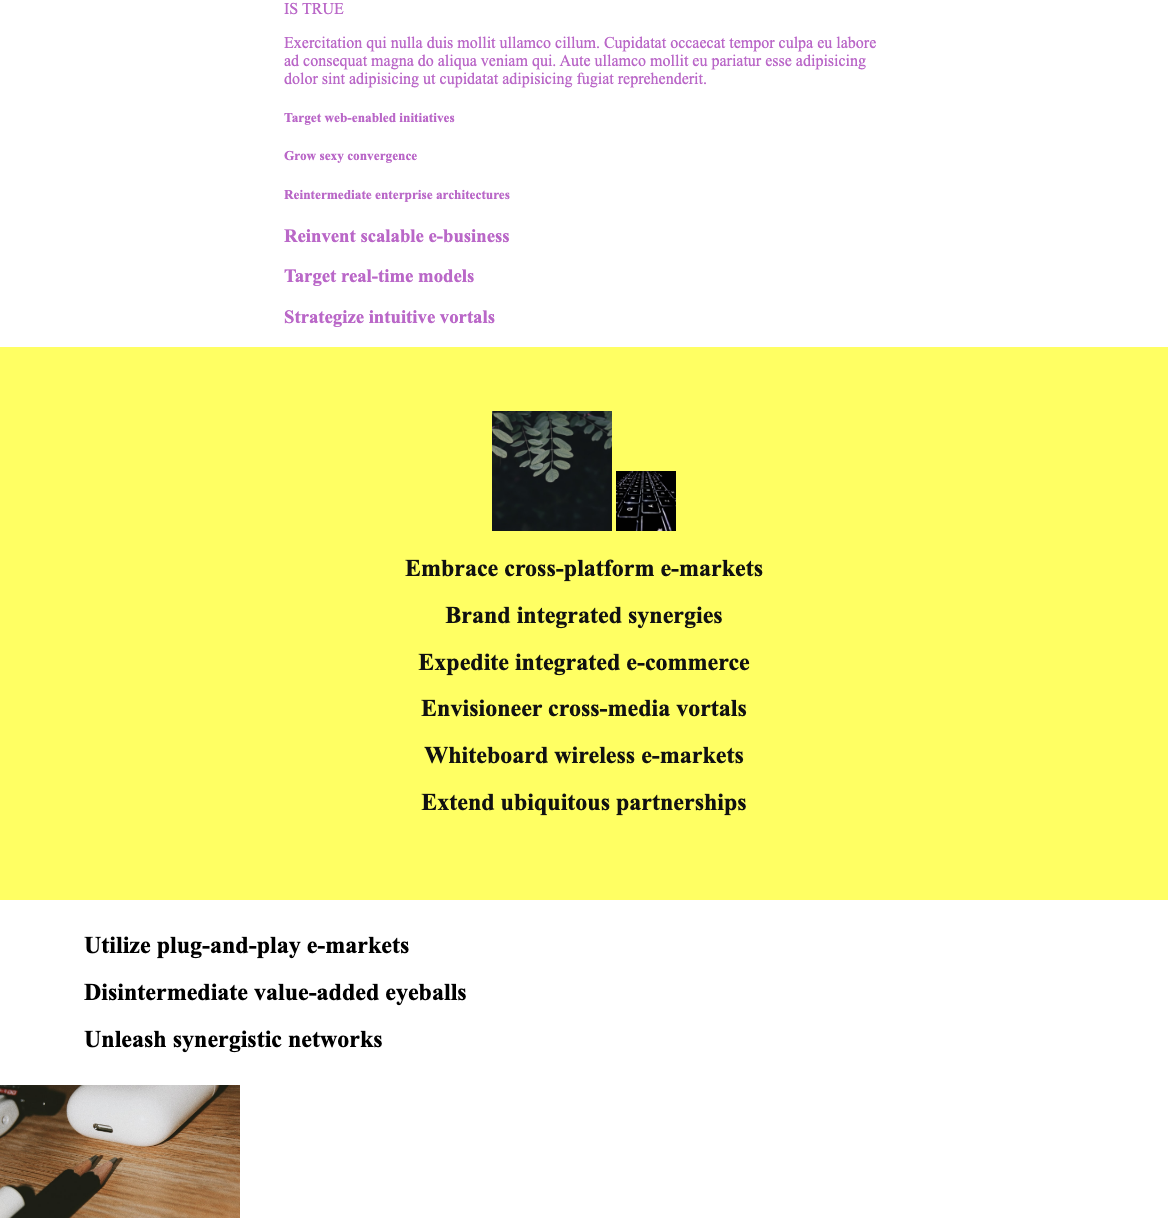 IS TRUE
Exercitation qui nulla duis mollit ullamco cillum. Cupidatat occaecat tempor culpa eu labore
ad consequat magna do aliqua veniam qui. Aute ullamco mollit eu pariatur esse adipisicing
dolor sint adipisicing ut cupidatat adipisicing fugiat reprehenderit.
Target web-enabled initiatives
Grow sexy convergence
Reintermediate enterprise architectures
Reinvent scalable e-business
Target real-time models
Strategize intuitive vortals
Embrace cross-platform e-markets
Brand integrated synergies
Expedite integrated e-commerce
Envisioneer cross-media vortals
Whiteboard wireless e-markets
Extend ubiquitous partnerships
Utilize plug-and-play e-markets
Disintermediate value-added eyeballs
Unleash synergistic networks